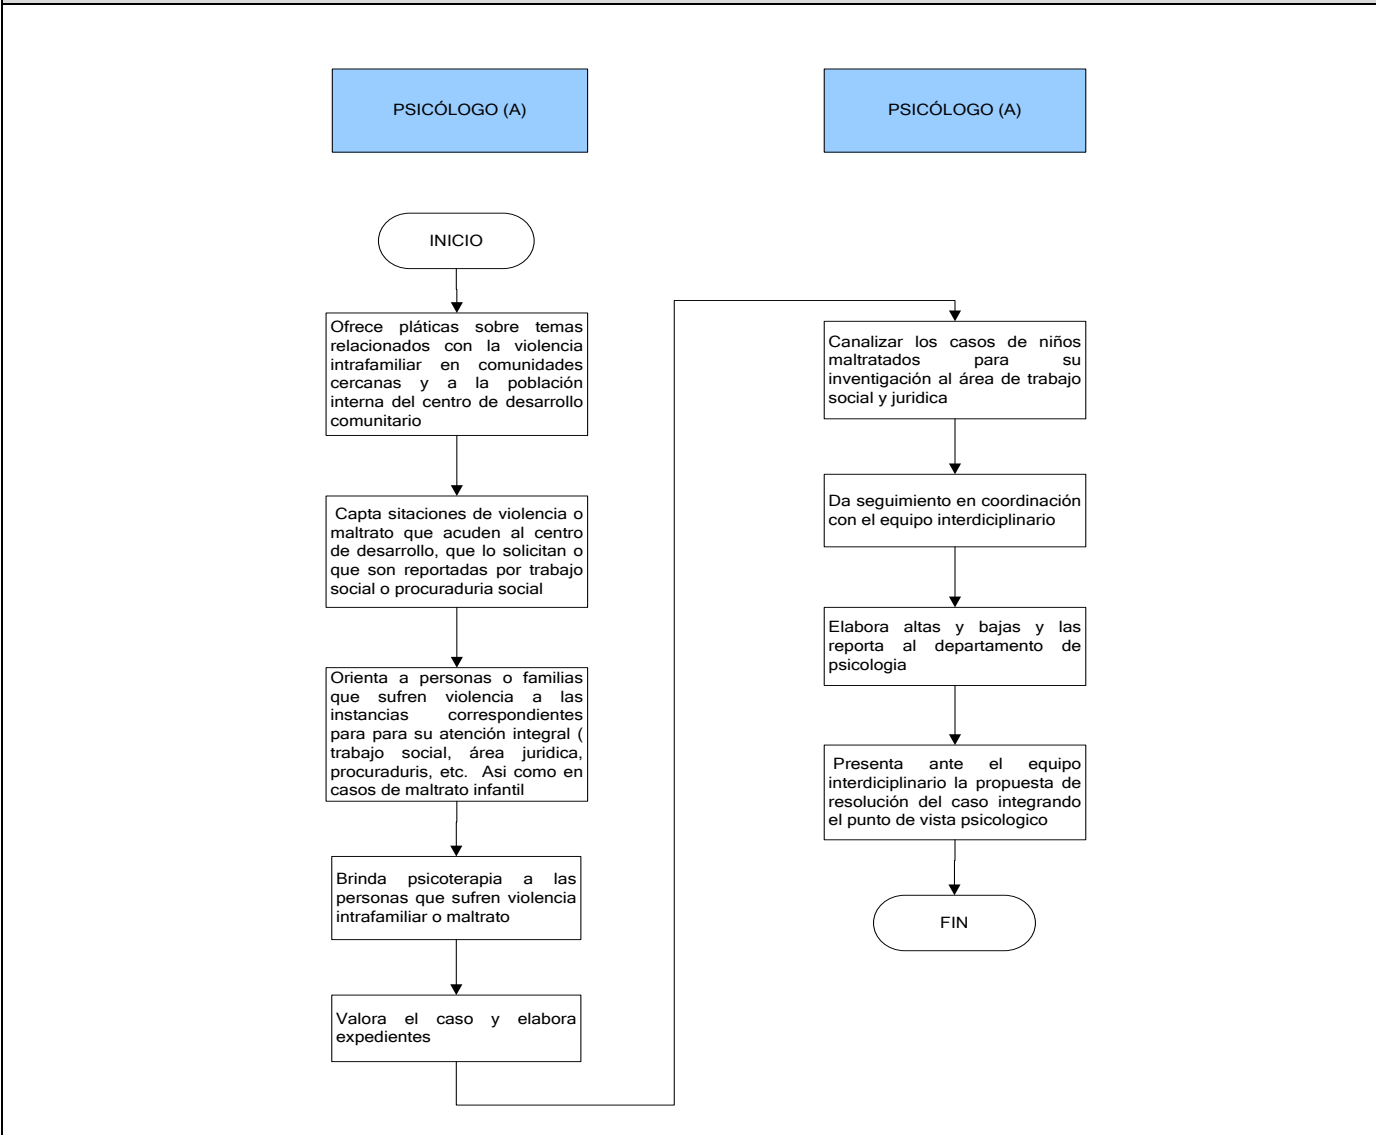 PSICÓLOGO (A)
INICIO
Ofrece pláticas sobre temas
relacionados con la violencia
intrafamiliar en comunidades
cercanas y a la población
interna del centro de desarrollo
comunitario
Capta sitaciones de violencia o
maltrato que acuden al centro
de desarrollo, que lo solicitan o
que son reportadas por trabajo
social o procuraduria social
Orienta a personas o familias
que sufren violencia a las
instancias correspondientes
para para su atención integral (
trabajo social, área juridica,
procuraduris, etc. Asi como en
casos de maltrato infantil
Brinda psicoterapia a las
personas que sufren violencia
intrafamiliar o maltrato
Valora el caso y elabora
expedientes
PSICÓLOGO (A)
Canalizar los casos de niños
maltratados para su
inventigación al área de trabajo
social y juridica
Da seguimiento en coordinación
con el equipo interdiciplinario
Elabora altas y bajas y las
reporta al departamento de
psicologia
Presenta ante el equipo
interdiciplinario la propuesta de
resolución del caso integrando
el punto de vista psicologico
FIN